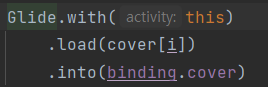 Glide.with( activity: this)
.load(cover[i])
.into(binding.cover)